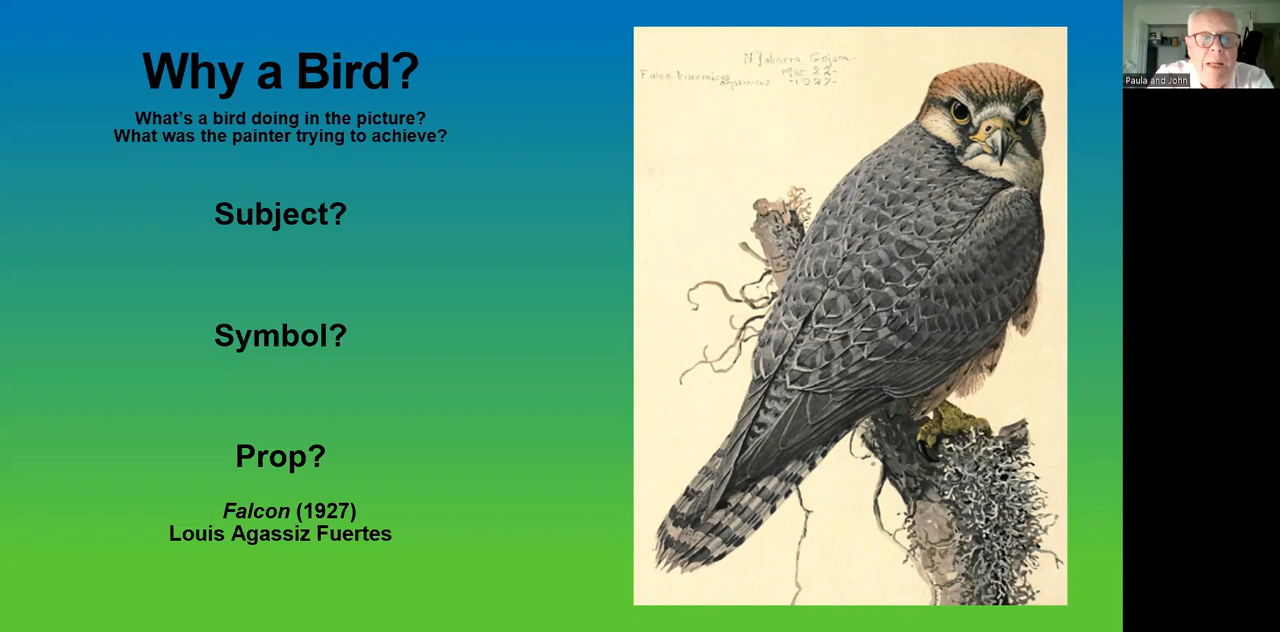 Why a Bird?
What's a bird doing in the picture?
What was the painter trying to achieve?
Subject?
Symbol?
Prop?
Falcon (1927)
Louis Agassiz Fuertes
Mar 22-
1927-
Falco
Paula and John